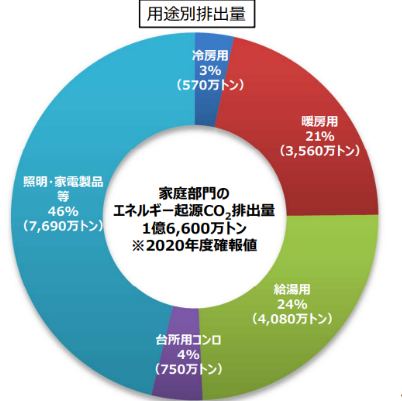 用途別排出量
冷房用
3%
(570万トン)
暖房用
21%
(3,560万トン)
給湯用
24%
(4,080万トン)
台所用コンロ
4%
(750万トン)
照明・家電製品
等
46%
(7,690万トン)
家庭部門の
エネルギー起源CO2排出量
1億6,600万トン
※2020年度確報値